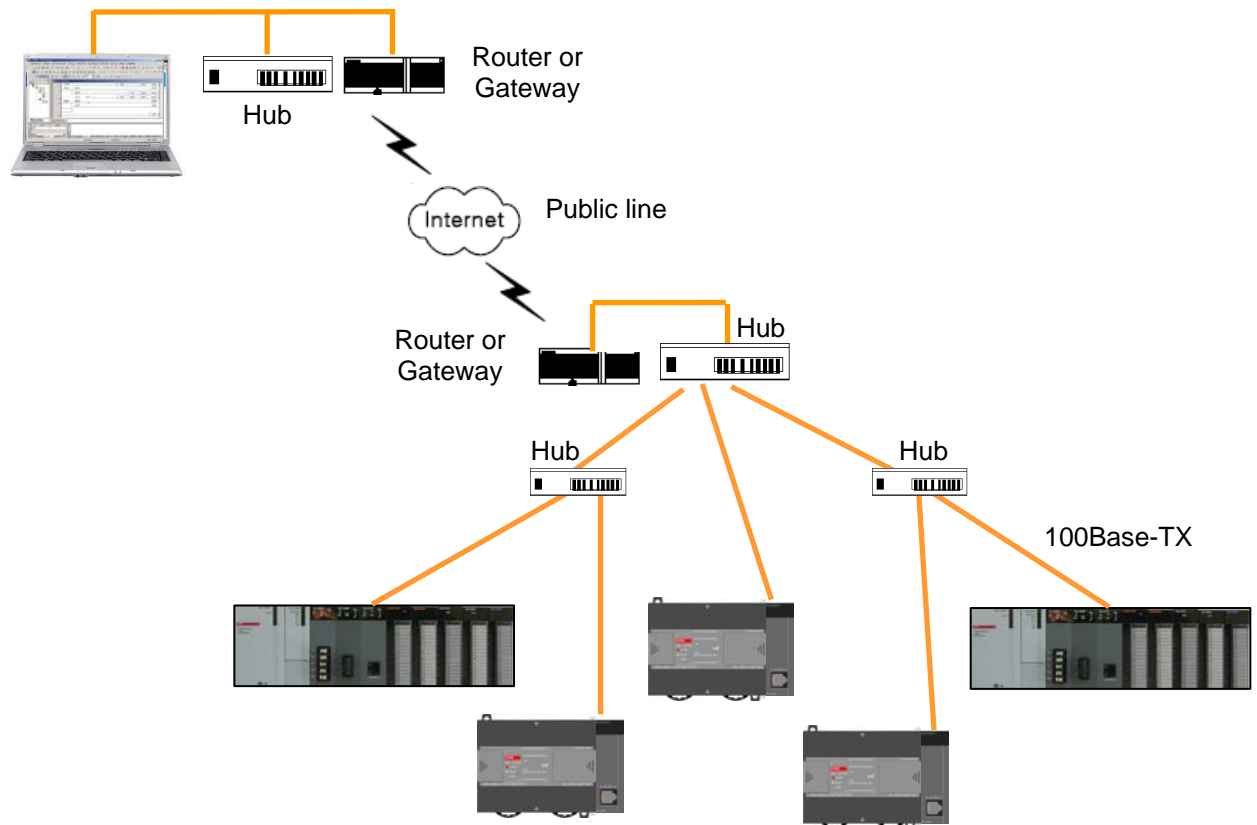 Router or
Gateway
Hub
Internet
Public line
Router or
Gateway
Hub
Hub
Hub
100Base-TX